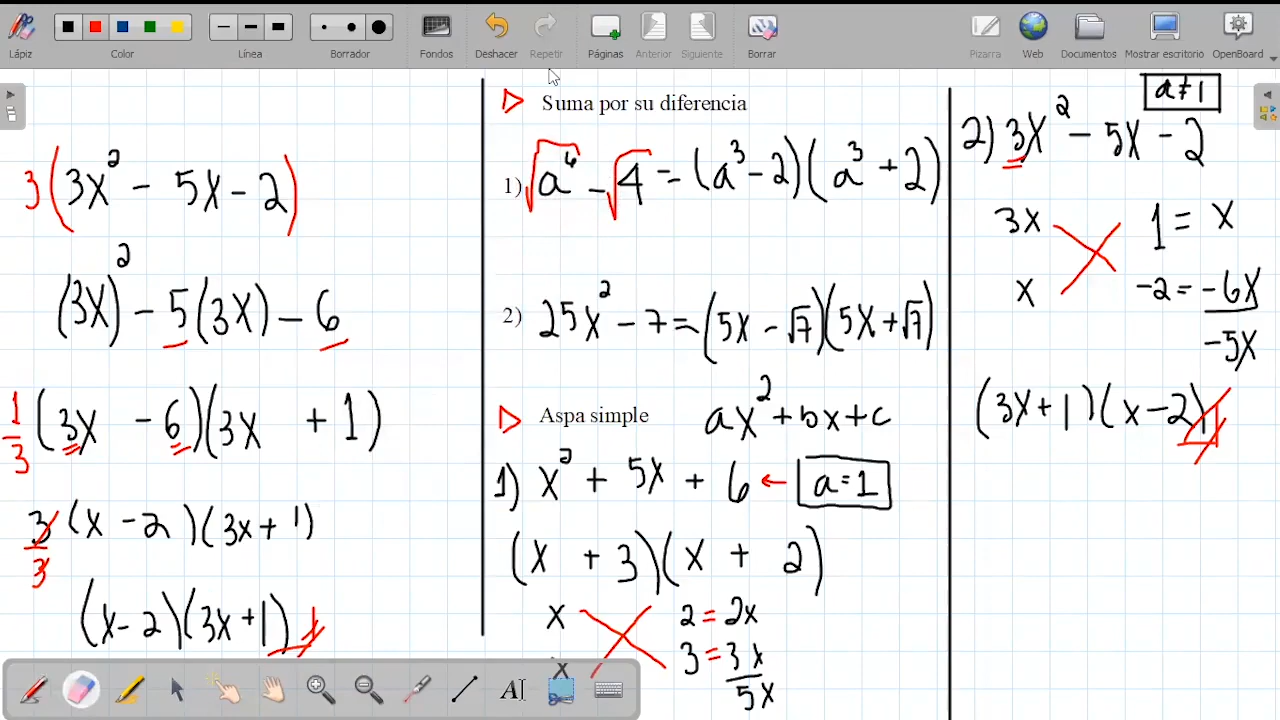 Lápiz Color Línea Borrador Fondos Deshacer Repetir Páginas Anterior Siguiente Borrar Pizarra Web Documentos Mostrar escritorio OpenBoard
3(3x² - 5x - 2)
(3x)² - 5(3x) - 6
1/3 (3x - 6)(3x + 1)
3/3 (x - 2)(3x + 1)
(x - 2)(3x + 1)
Suma por su diferencia
1) √a⁶ - √4 = (a³ - 2)(a³ + 2)
2) 25x² - 7 = (5x - √7)(5x + √7)
Aspa simple ax² + bx + c
1) x² + 5x + 6 ← a = 1
(x + 3)(x + 2)
x 2 = 2x
x 3 = 3x
5x
a ≠ 1
2) 3x² - 5x - 2
3x 1 = x
x -2 = -6x
-5x
(3x + 1)(x - 2)